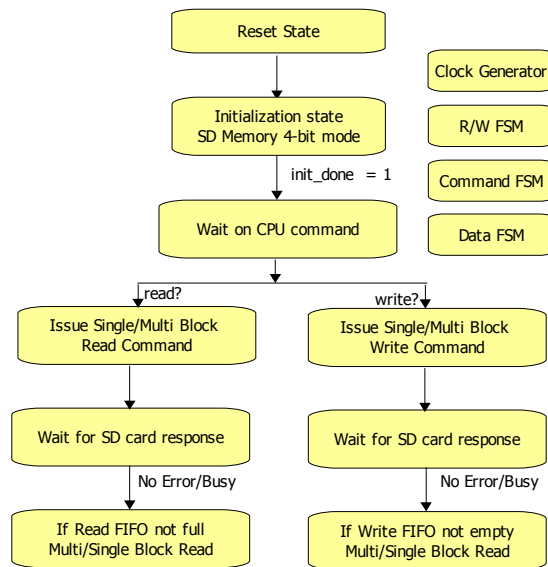 Reset State
Clock Generator
Initialization state
SD Memory 4-bit mode
R/W FSM
init_done = 1
Command FSM
Wait on CPU command
Data FSM
read?
write?
Issue Single/Multi Block
Read Command
Issue Single/Multi Block
Write Command
Wait for SD card response
Wait for SD card response
No Error/Busy
No Error/Busy
If Read FIFO not full
Multi/Single Block Read
If Write FIFO not empty
Multi/Single Block Read